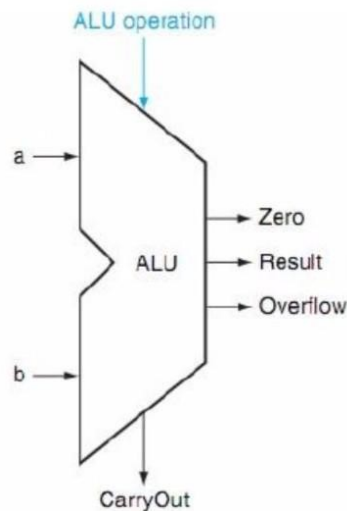 ALU operation
a
Zero
ALU
Result
Overflow
b
CarryOut